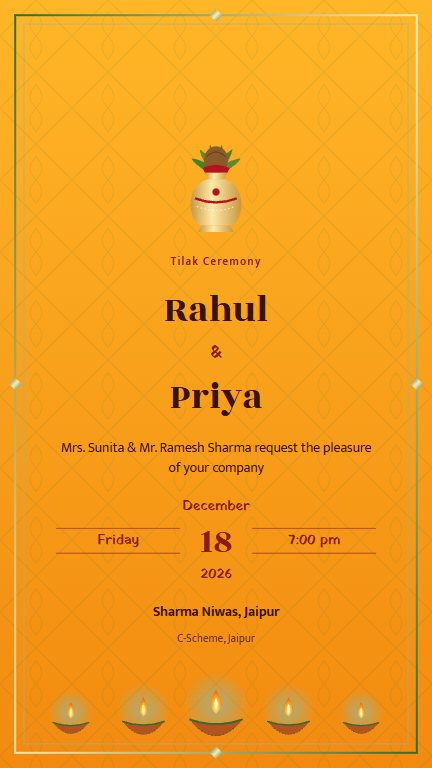 Tilak Ceremony
Rahul
&
Priya
Mrs. Sunita & Mr. Ramesh Sharma request the pleasure
of your company
December
Friday 18 7:00 pm
2026
Sharma Niwas, Jaipur
C-Scheme, Jaipur